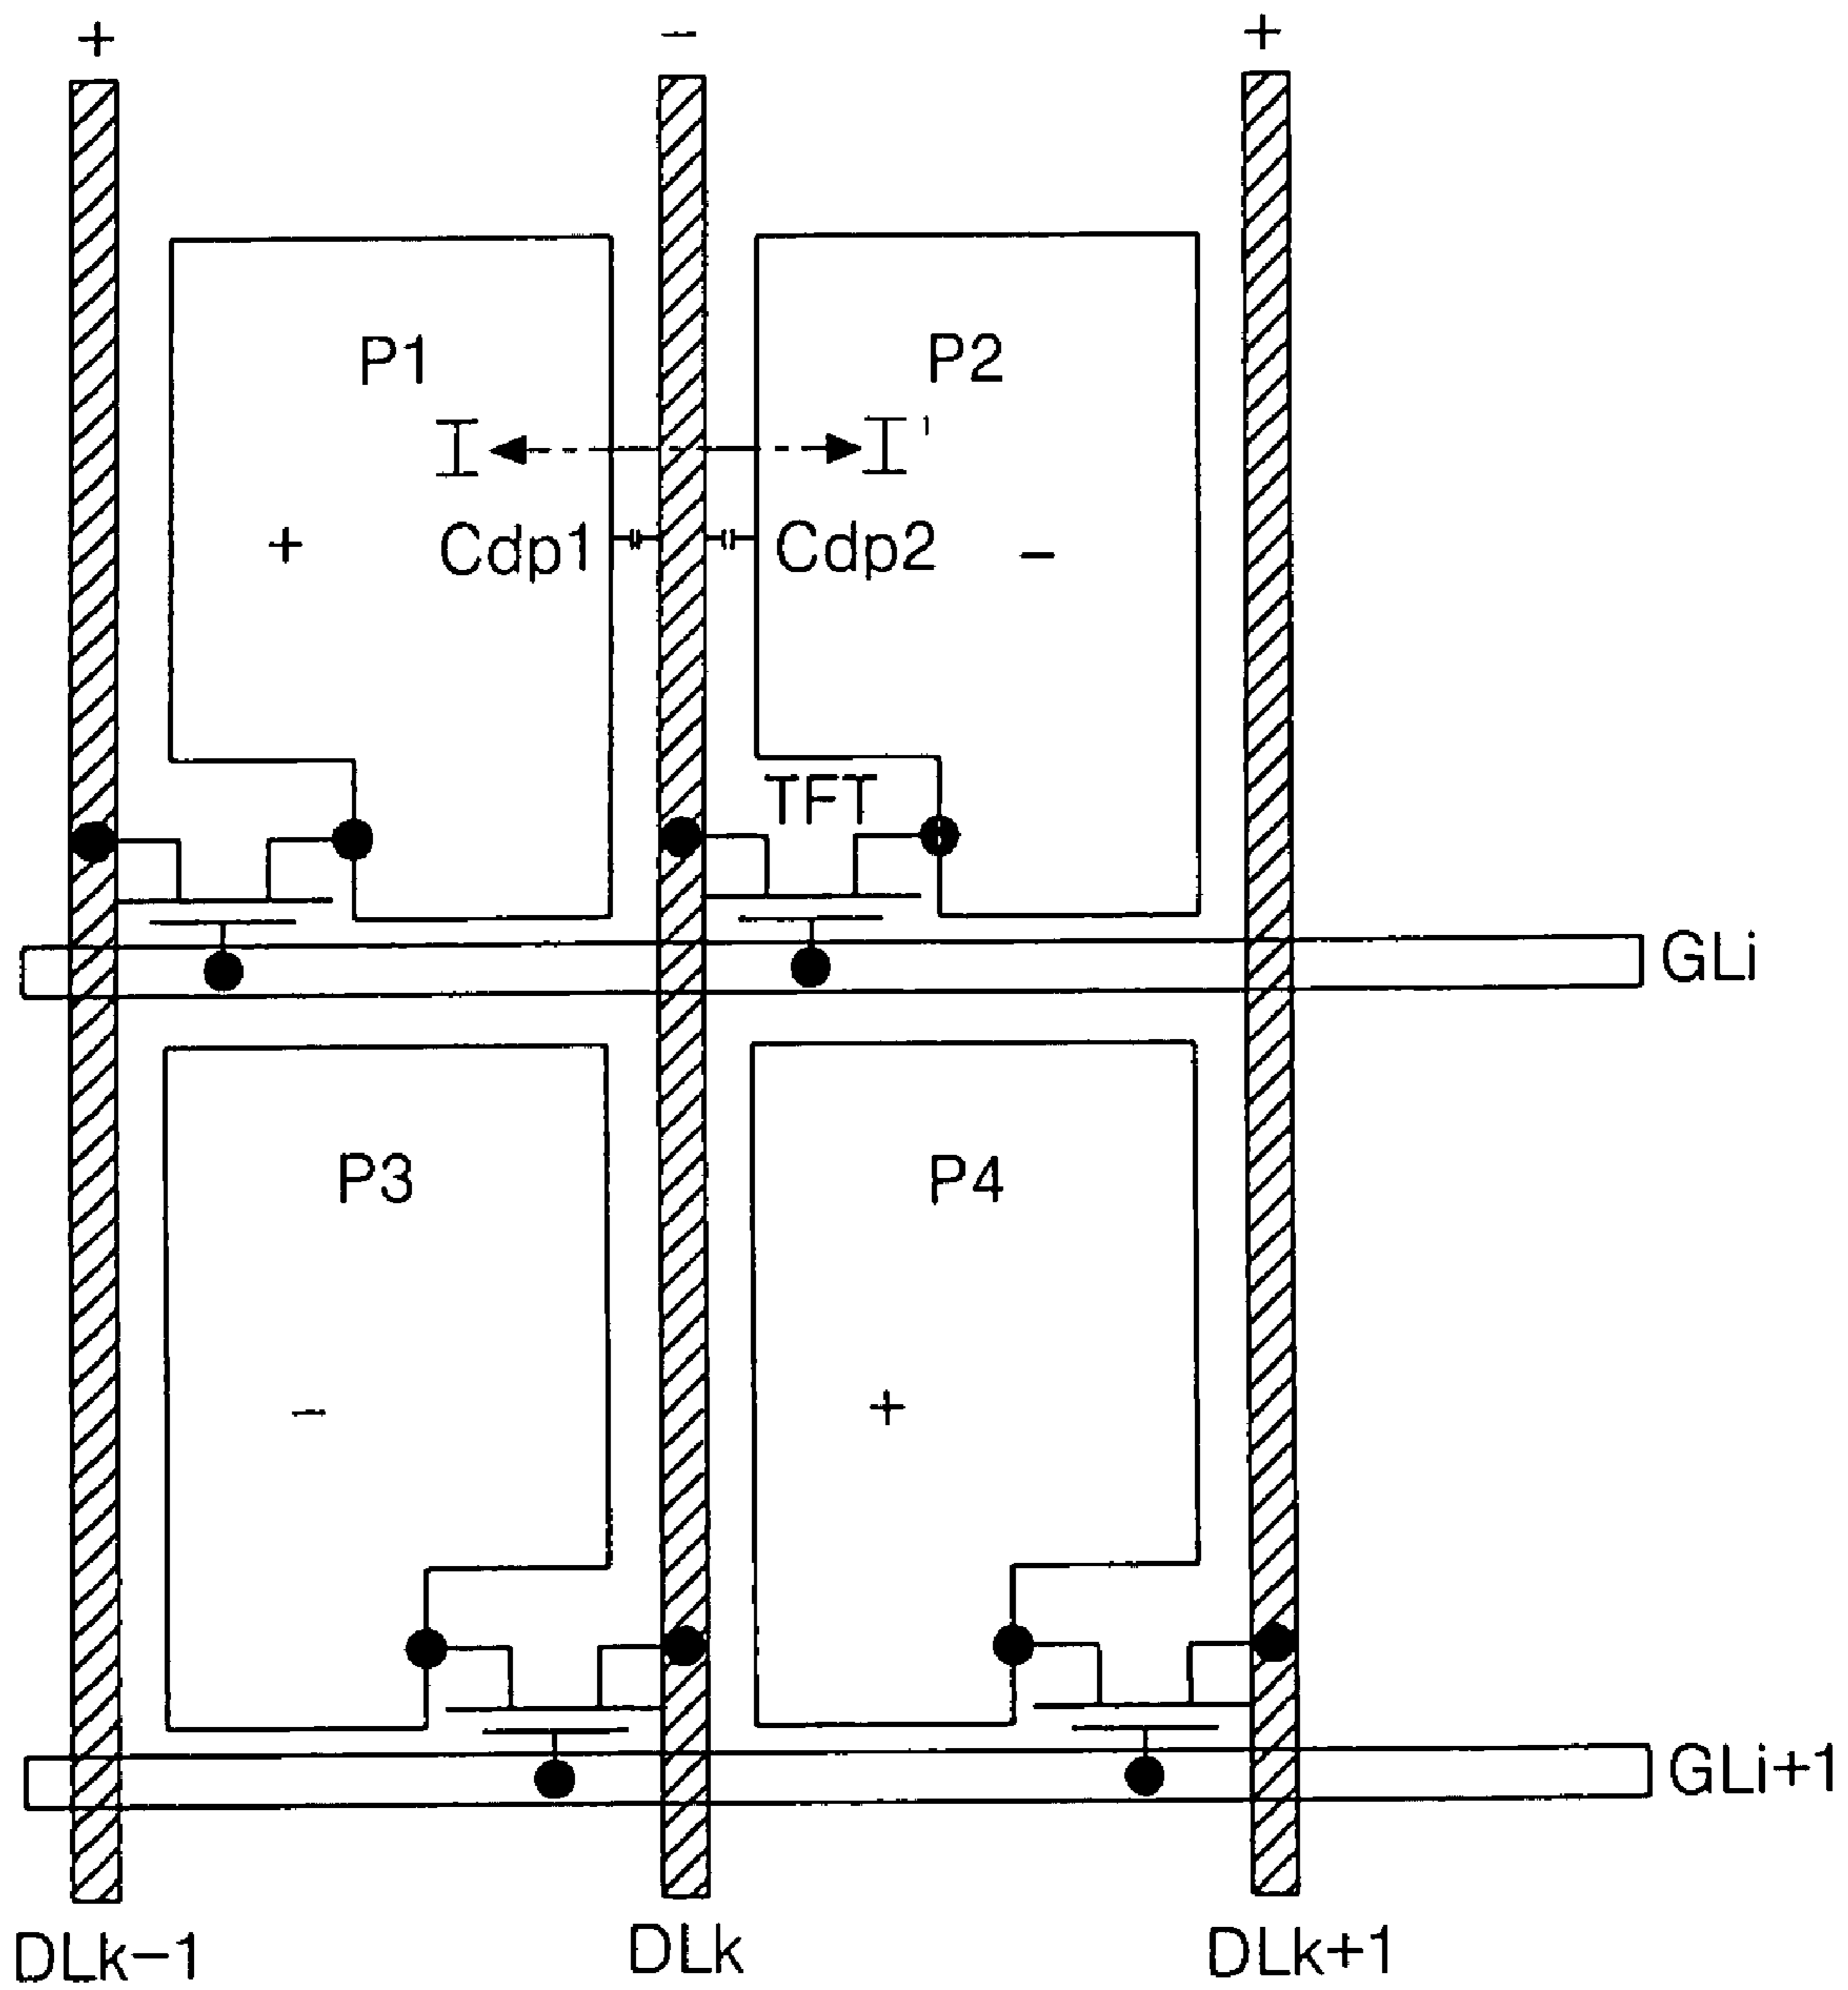 + − +
P1 P2
I I'
+ Cdp1 Cdp2 −
TFT
GLi
P3 P4
− +
GLi+1
DLk−1 DLk DLk+1